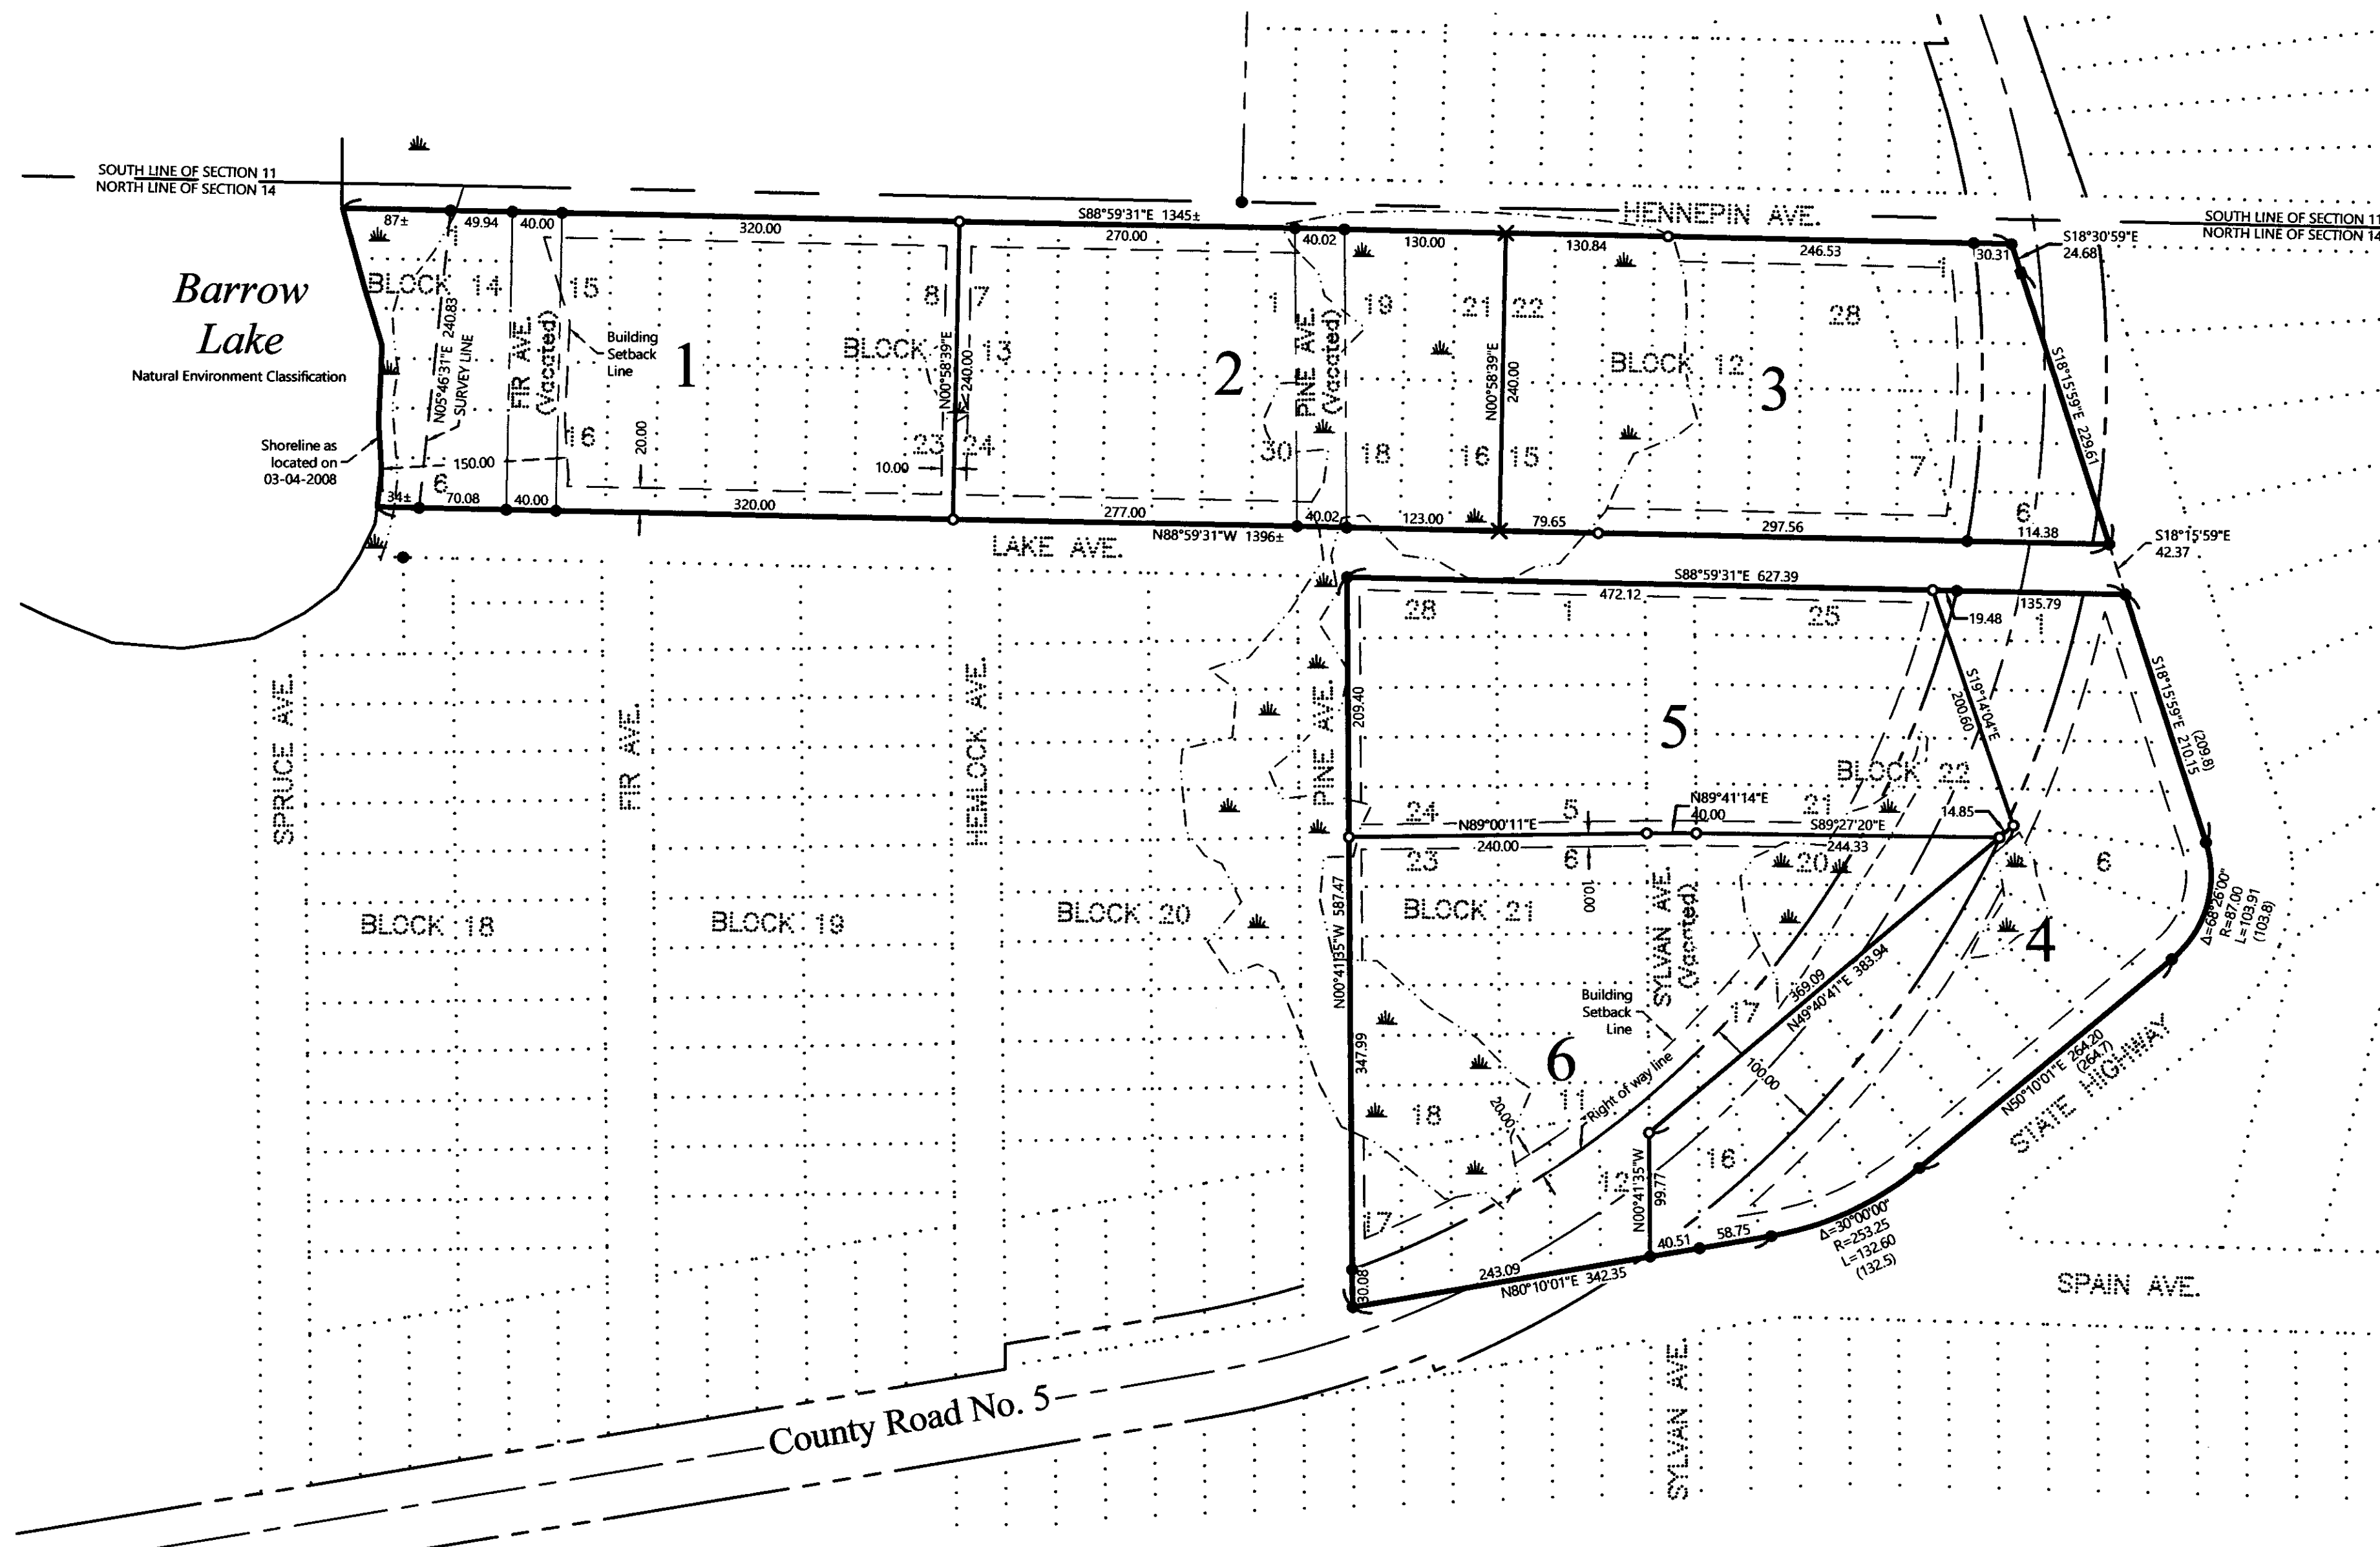 SOUTH LINE OF SECTION 11
NORTH LINE OF SECTION 14
SOUTH LINE OF SECTION 11
NORTH LINE OF SECTION 14
HENNEPIN AVE.
S88°59'31"E 1345±
87±
49.94
40.00
320.00
270.00
40.02
130.00
130.84
246.53
30.31
S18°30'59"E
24.68
Barrow
Lake
Natural Environment Classification
Shoreline as
located on
03-04-2008
BLOCK 14
1
6
N05°46'31"E 240.83
SURVEY LINE
FIR AVE.
(Vacated)
15
16
Building
Setback
Line
1
20.00
150.00
BLOCK 13
8
7
23
24
N00°58'39"E
240.00
10.00
2
1
30
PINE AVE.
(Vacated)
19
18
21
22
16
15
N00°58'39"E
240.00
BLOCK 12
3
28
1
7
6
S18°15'59"E 229.61
34±
70.08
40.00
320.00
277.00
40.02
123.00
79.65
297.56
114.38
N88°59'31"W 1396±
LAKE AVE.
S18°15'59"E
42.37
S88°59'31"E 627.39
472.12
19.48
135.79
28
1
25
1
209.40
5
S19°14'04"E
200.60
S18°15'59"E 210.15
(209.8)
BLOCK 22
24
5
21
N89°41'14"E
40.00
14.85
N89°00'11"E
240.00
S89°27'20"E
244.33
23
6
20
6
10.00
SPRUCE AVE.
FIR AVE.
HEMLOCK AVE.
PINE AVE.
BLOCK 18
BLOCK 19
BLOCK 20
BLOCK 21
N00°41'35"W 587.47
347.99
SYLVAN AVE.
(Vacated)
Building
Setback
Line
17
369.09
N49°40'41"E 383.94
4
Δ=68°26'00"
R=87.00
L=103.91
(103.8)
6
Right of way line
100.00
20.00
18
11
12
16
17
N00°41'35"W
99.77
N50°10'01"E 264.20
(264.7)
STATE HIGHWAY
30.08
243.09
N80°10'01"E 342.35
40.51
58.75
Δ=30°00'00"
R=253.25
L=132.60
(132.5)
SPAIN AVE.
SYLVAN AVE.
County Road No. 5